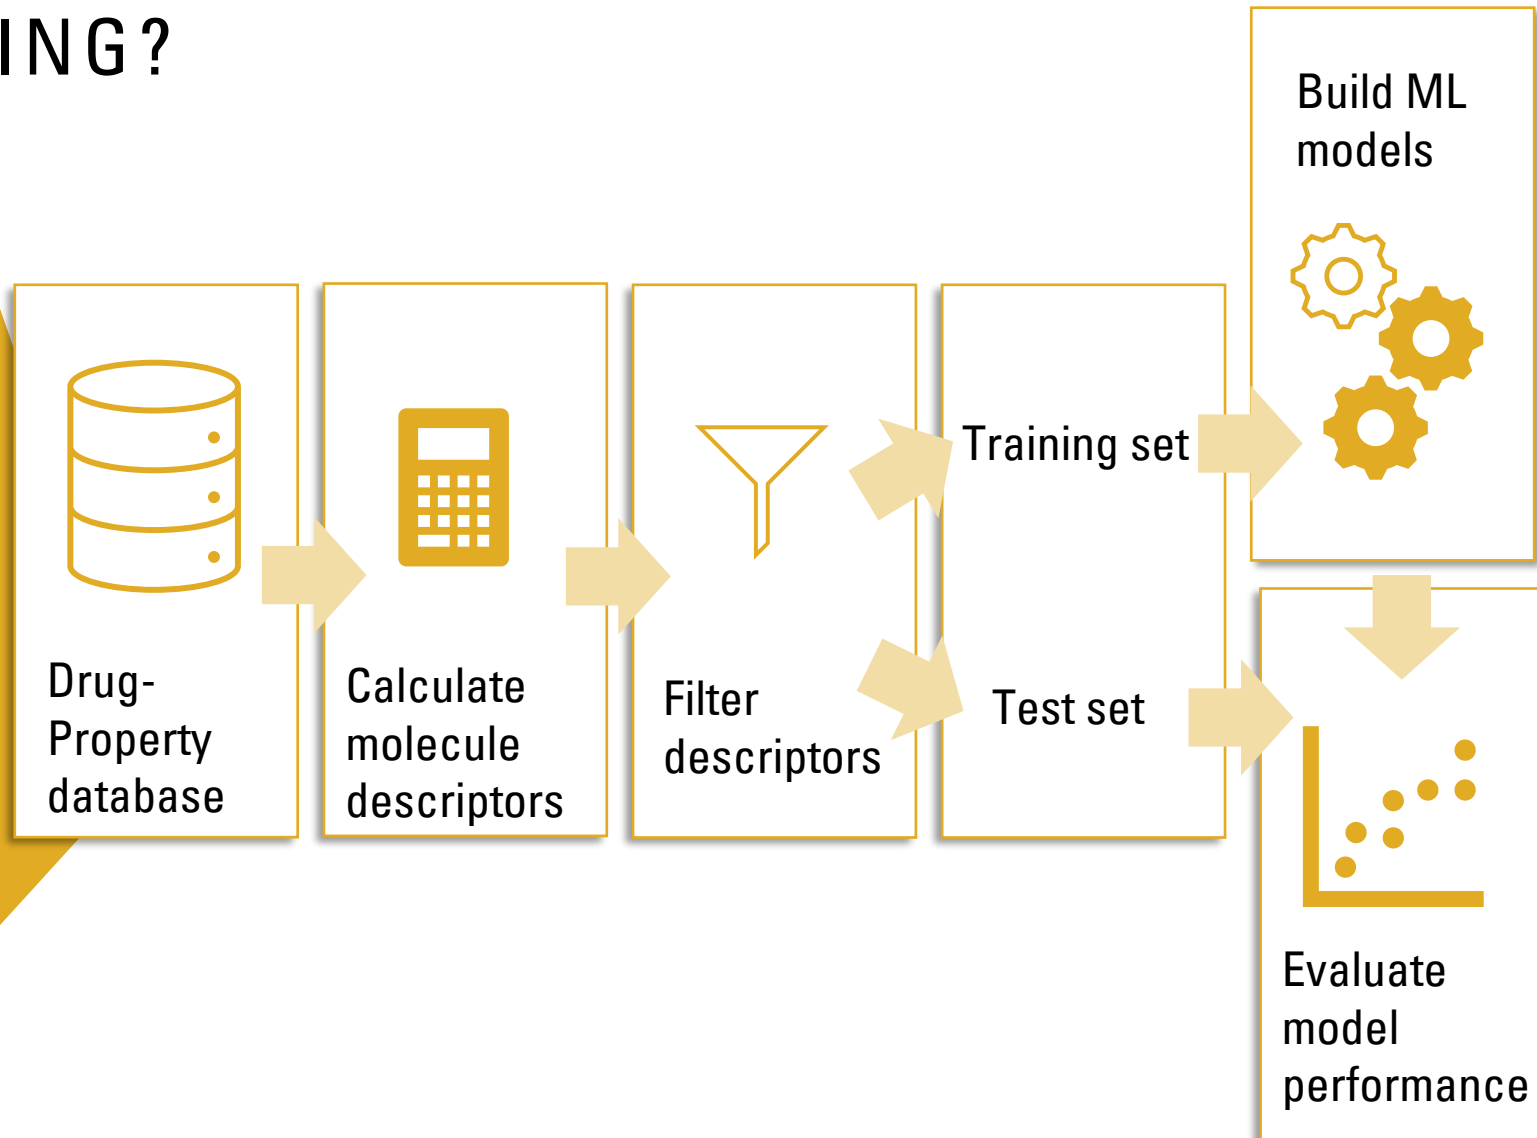 ING?
Build ML
models
Drug-
Property
database
Calculate
molecule
descriptors
Filter
descriptors
Training set
Test set
Evaluate
model
performance